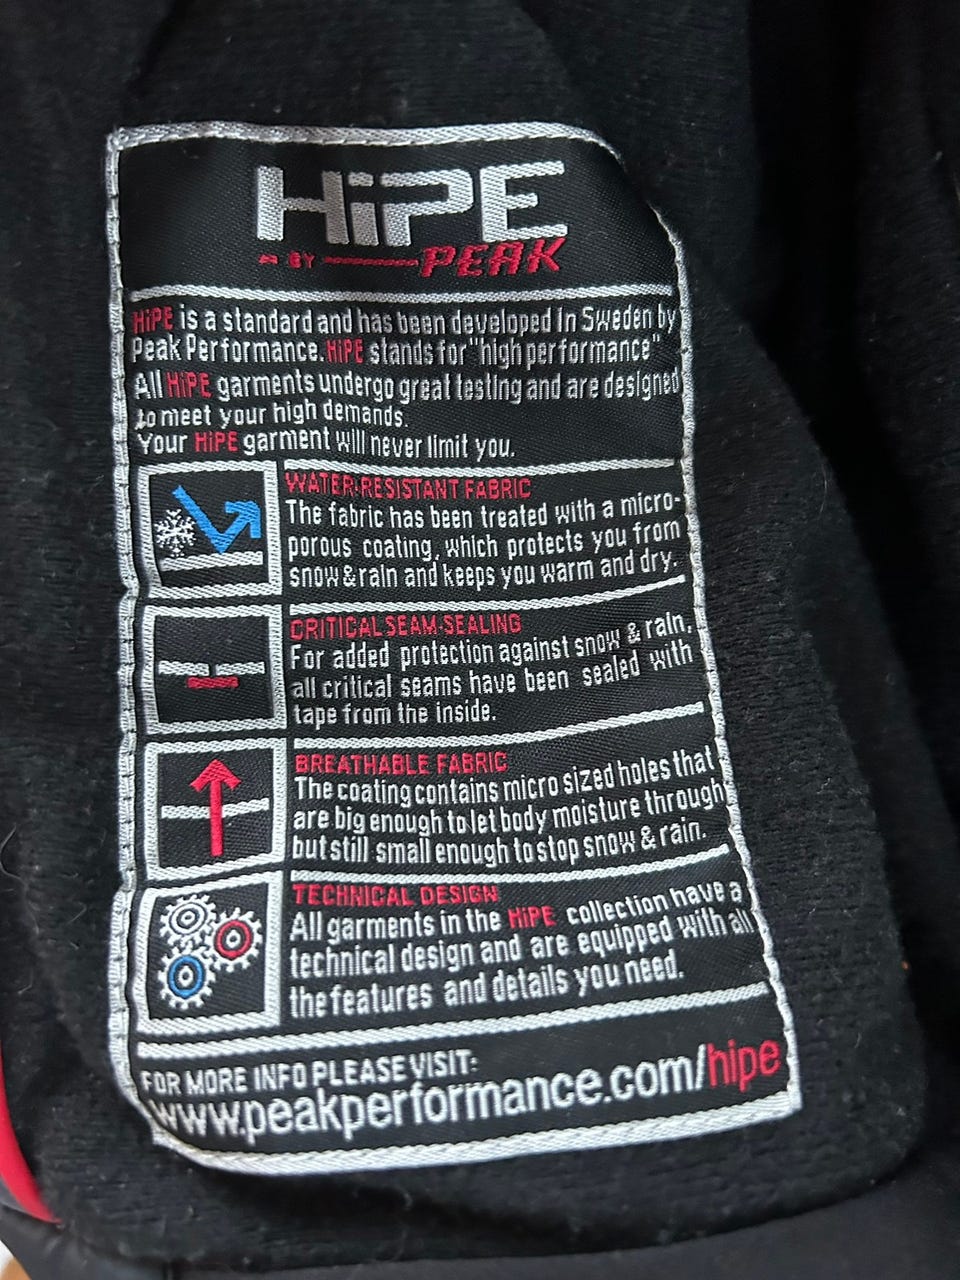 HiPE
BY PEAK
HiPE is a standard and has been developed in Sweden by
Peak Performance. HiPE stands for "high performance"
All HiPE garments undergo great testing and are designed
to meet your high demands.
Your HiPE garment will never limit you.
WATER-RESISTANT FABRIC
The fabric has been treated with a micro-
porous coating, which protects you from
snow & rain and keeps you warm and dry.
CRITICAL SEAM-SEALING
For added protection against snow & rain,
all critical seams have been sealed with
tape from the inside.
BREATHABLE FABRIC
The coating contains micro sized holes that
are big enough to let body moisture through
but still small enough to stop snow & rain.
TECHNICAL DESIGN
All garments in the HiPE collection have a
technical design and are equipped with all
the features and details you need.
FOR MORE INFO PLEASE VISIT:
www.peakperformance.com/hipe